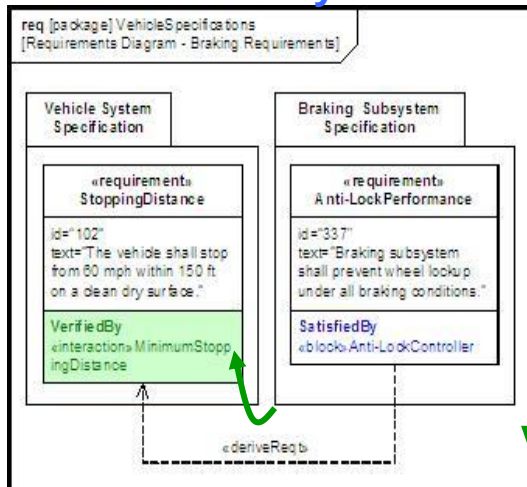 req [package] VehicleSpecifications
[Requirements Diagram - Braking Requirements]
Vehicle System
Specification
Braking Subsystem
Specification
«requirement»
StoppingDistance
id="102"
text="The vehicle shall stop
from 60 mph within 150 ft
on a clean dry surface."
VerifiedBy
«interaction» MinimumStopp
ingDistance
«requirement»
Anti-LockPerformance
id="337"
text="Braking subsystem
shall prevent wheel lockup
under all braking conditions."
SatisfiedBy
«block» Anti-LockController
«deriveReqt»